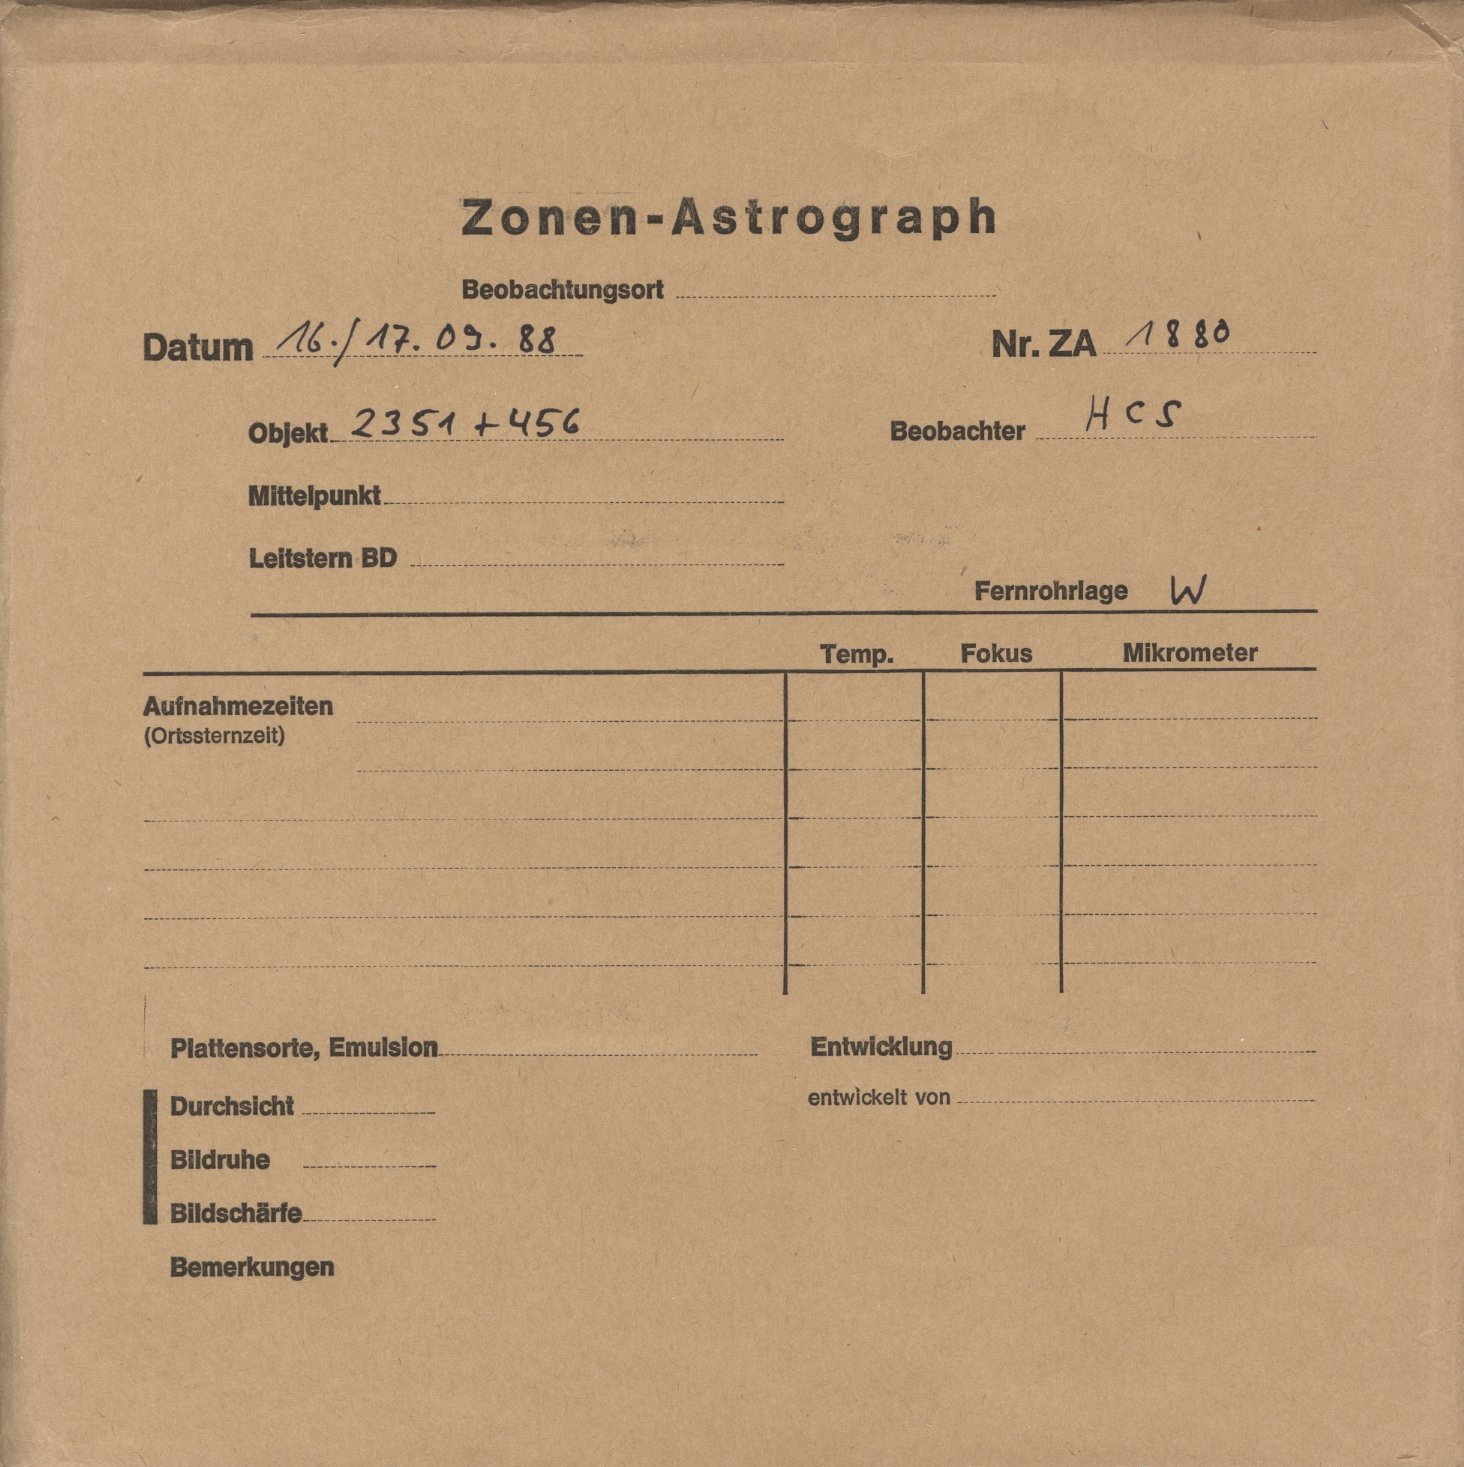 Zonen-Astrograph
Beobachtungsort
Datum 16./17. 09. 88 Nr. ZA 1880
Objekt 2351+456 Beobachter HCS
Mittelpunkt
Leitstern BD
Fernrohrlage W
Temp. Fokus Mikrometer
Aufnahmezeiten
(Ortssternzeit)
Plattensorte, Emulsion Entwicklung
Durchsicht entwickelt von
Bildruhe
Bildschärfe
Bemerkungen